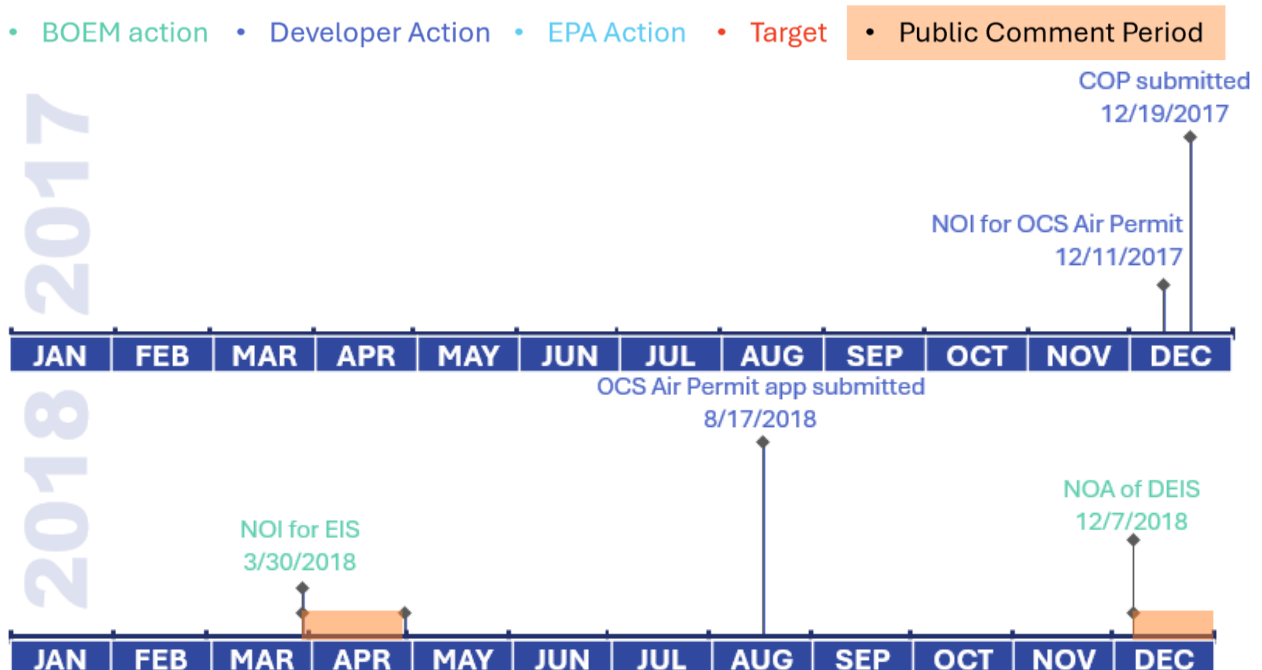 • BOEM action • Developer Action • EPA Action • Target • Public Comment Period
2017
COP submitted
12/19/2017
NOI for OCS Air Permit
12/11/2017
JAN FEB MAR APR MAY JUN JUL AUG SEP OCT NOV DEC
2018
OCS Air Permit app submitted
8/17/2018
NOA of DEIS
12/7/2018
NOI for EIS
3/30/2018
JAN FEB MAR APR MAY JUN JUL AUG SEP OCT NOV DEC